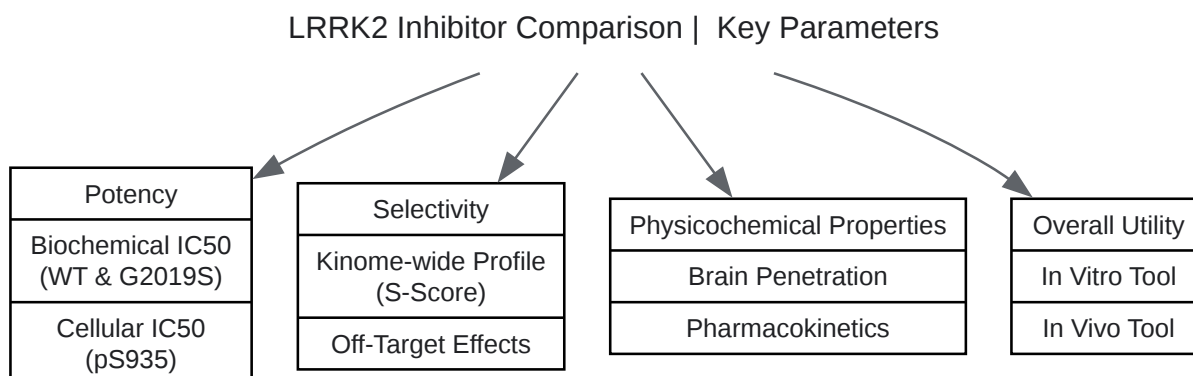 LRRK2 Inhibitor Comparison | Key Parameters
Potency
Biochemical IC50
(WT & G2019S)
Cellular IC50
(pS935)
Selectivity
Kinome-wide Profile
(S-Score)
Off-Target Effects
Physicochemical Properties
Brain Penetration
Pharmacokinetics
Overall Utility
In Vitro Tool
In Vivo Tool